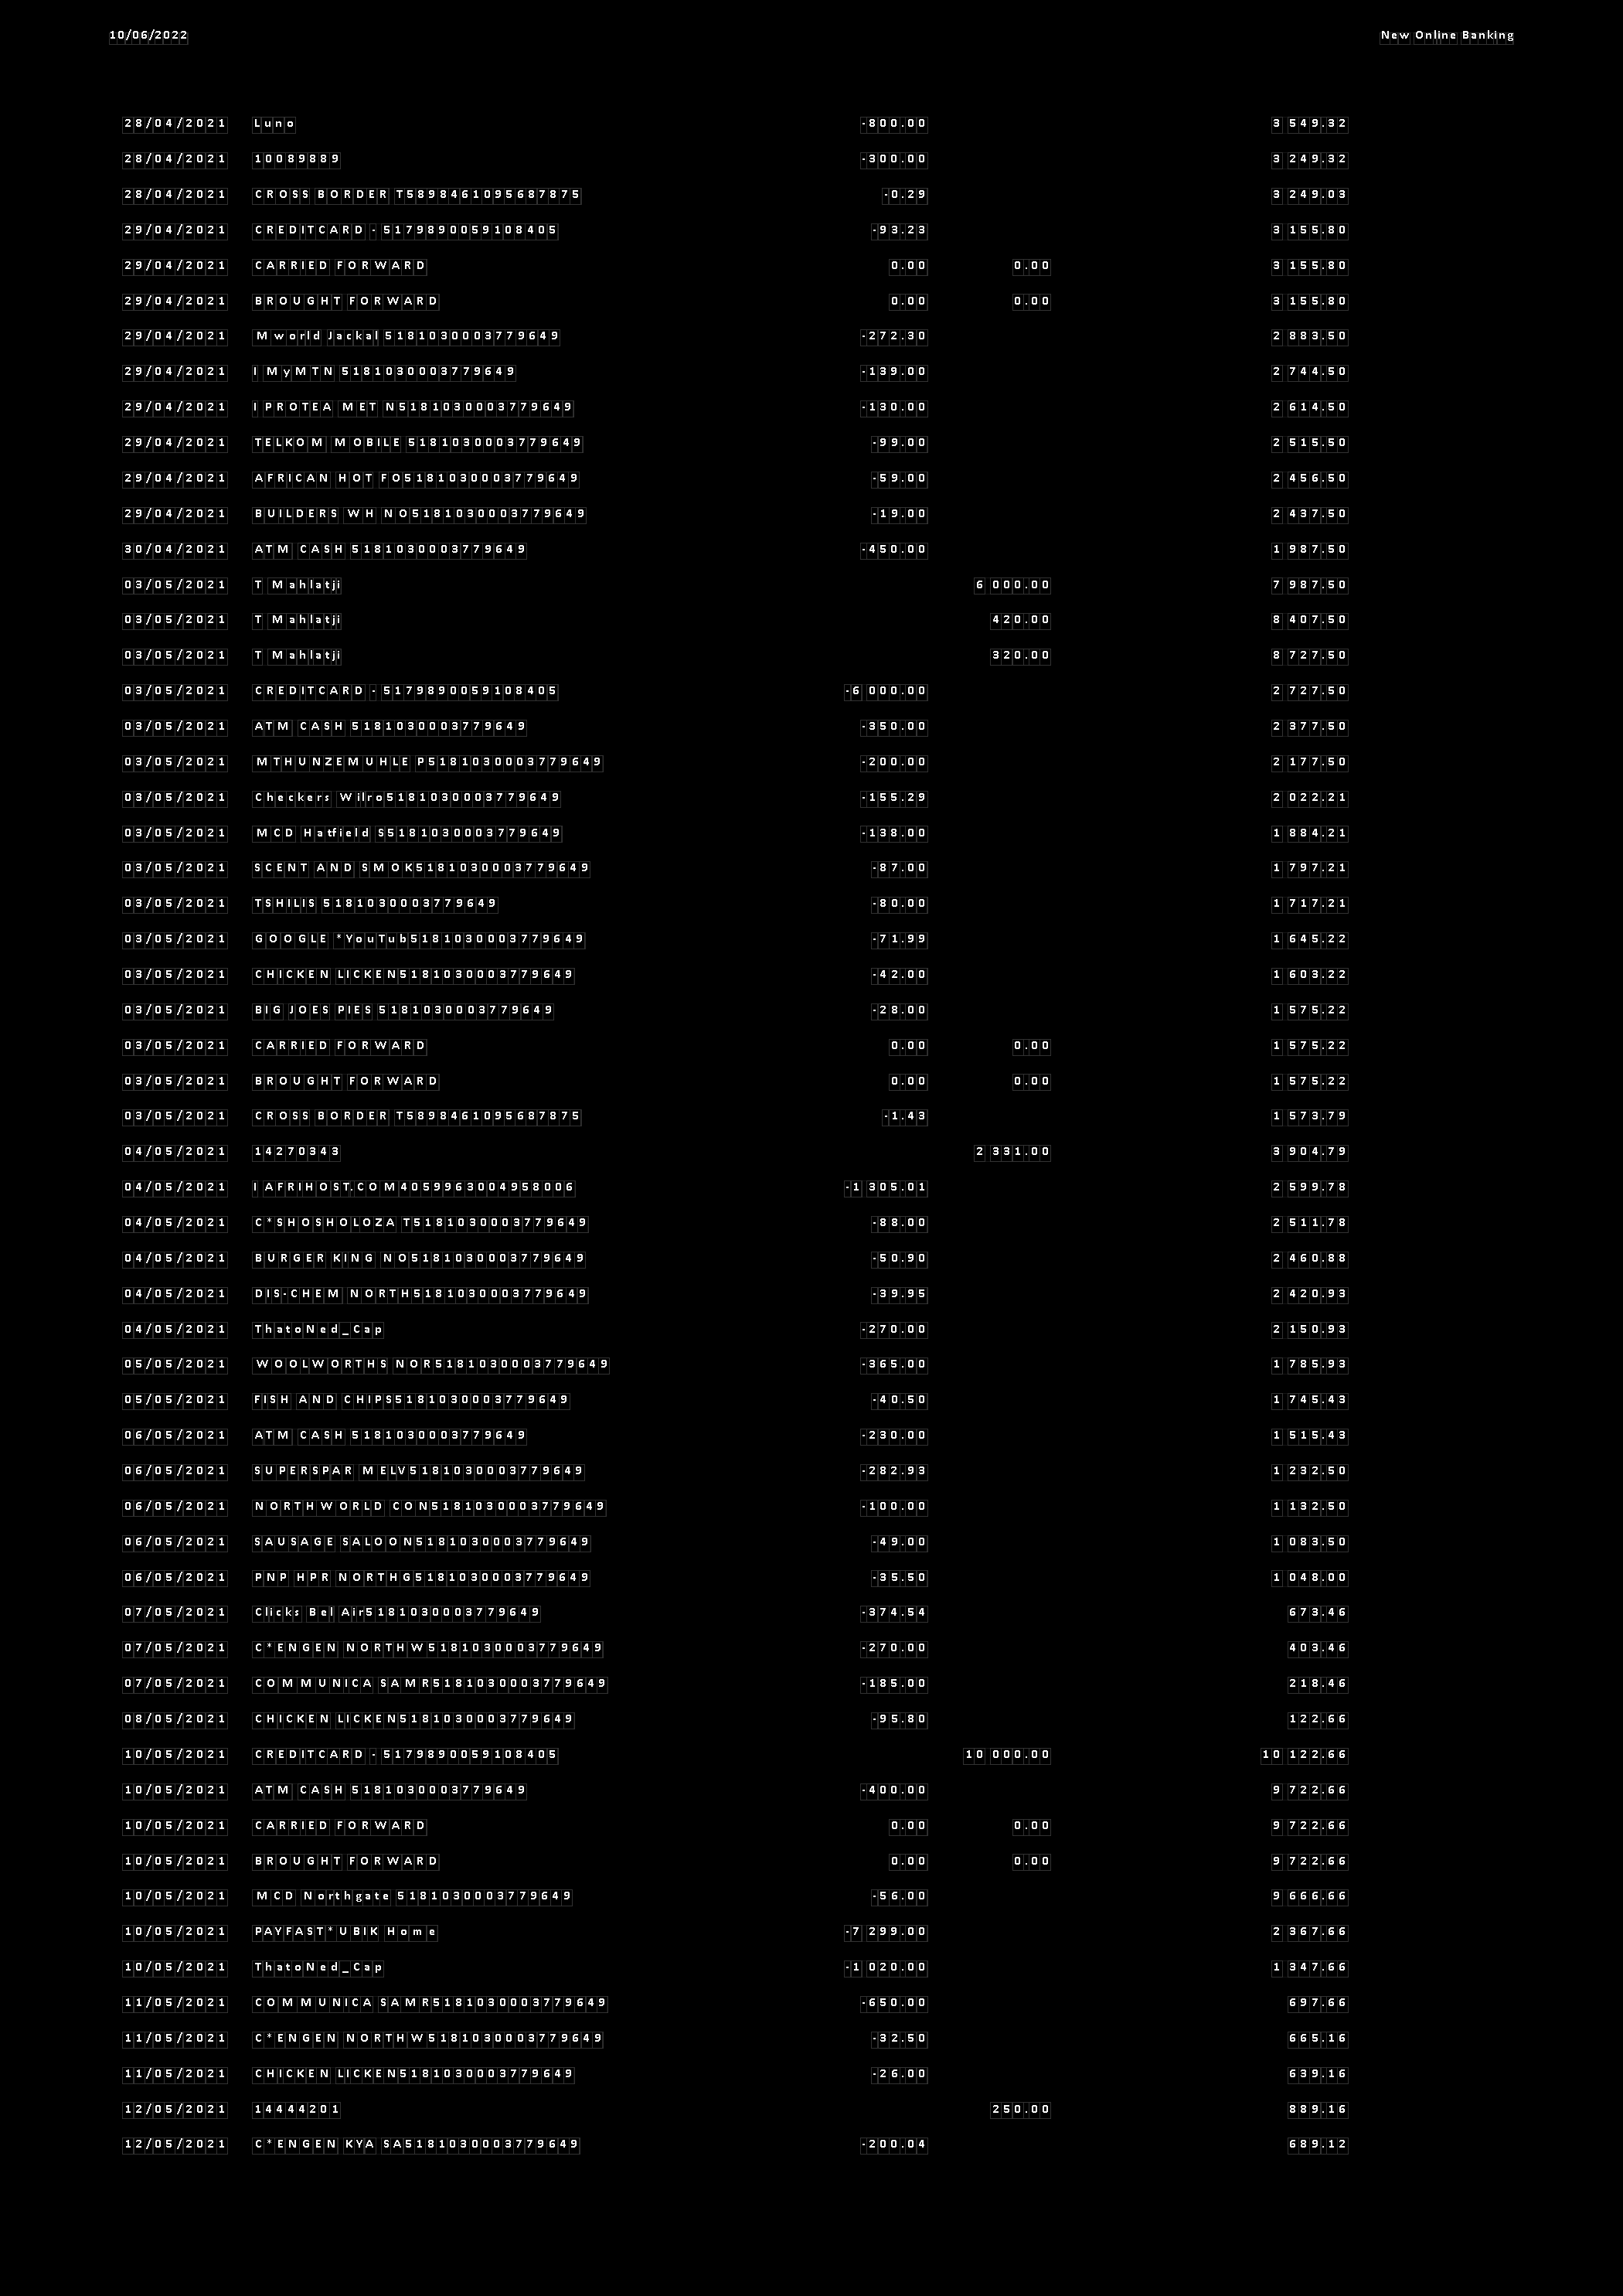 10/06/2022 New Online Banking
28/04/2021 Luno -800.00 3 549.32
28/04/2021 10089889 -300.00 3 249.32
28/04/2021 CROSS BORDER T5898461095687875 -0.29 3 249.03
29/04/2021 CREDITCARD - 5179890059108405 -93.23 3 155.80
29/04/2021 CARRIED FORWARD 0.00 0.00 3 155.80
29/04/2021 BROUGHT FORWARD 0.00 0.00 3 155.80
29/04/2021 Mworld Jackal 5181030003779649 -272.30 2 883.50
29/04/2021 I MyMTN 5181030003779649 -139.00 2 744.50
29/04/2021 I PROTEA MET N5181030003779649 -130.00 2 614.50
29/04/2021 TELKOM MOBILE 5181030003779649 -99.00 2 515.50
29/04/2021 AFRICAN HOT FO5181030003779649 -59.00 2 456.50
29/04/2021 BUILDERS WH NO5181030003779649 -19.00 2 437.50
30/04/2021 ATM CASH 5181030003779649 -450.00 1 987.50
03/05/2021 T Mahlatji 6 000.00 7 987.50
03/05/2021 T Mahlatji 420.00 8 407.50
03/05/2021 T Mahlatji 320.00 8 727.50
03/05/2021 CREDITCARD - 5179890059108405 -6 000.00 2 727.50
03/05/2021 ATM CASH 5181030003779649 -350.00 2 377.50
03/05/2021 MTHUNZEMUHLE P5181030003779649 -200.00 2 177.50
03/05/2021 Checkers Wilro5181030003779649 -155.29 2 022.21
03/05/2021 MCD Hatfield S5181030003779649 -138.00 1 884.21
03/05/2021 SCENT AND SMOK5181030003779649 -87.00 1 797.21
03/05/2021 TSHILIS 5181030003779649 -80.00 1 717.21
03/05/2021 GOOGLE *YouTub5181030003779649 -71.99 1 645.22
03/05/2021 CHICKEN LICKEN5181030003779649 -42.00 1 603.22
03/05/2021 BIG JOES PIES 5181030003779649 -28.00 1 575.22
03/05/2021 CARRIED FORWARD 0.00 0.00 1 575.22
03/05/2021 BROUGHT FORWARD 0.00 0.00 1 575.22
03/05/2021 CROSS BORDER T5898461095687875 -1.43 1 573.79
04/05/2021 14270343 2 331.00 3 904.79
04/05/2021 I AFRIHOST.COM4059963004958006 -1 305.01 2 599.78
04/05/2021 C*SHOSHOLOZA T5181030003779649 -88.00 2 511.78
04/05/2021 BURGER KING NO5181030003779649 -50.90 2 460.88
04/05/2021 DIS-CHEM NORTH5181030003779649 -39.95 2 420.93
04/05/2021 ThatoNed_Cap -270.00 2 150.93
05/05/2021 WOOLWORTHS NOR5181030003779649 -365.00 1 785.93
05/05/2021 FISH AND CHIPS5181030003779649 -40.50 1 745.43
06/05/2021 ATM CASH 5181030003779649 -230.00 1 515.43
06/05/2021 SUPERSPAR MELV5181030003779649 -282.93 1 232.50
06/05/2021 NORTHWORLD CON5181030003779649 -100.00 1 132.50
06/05/2021 SAUSAGE SALOON5181030003779649 -49.00 1 083.50
06/05/2021 PNP HPR NORTHG5181030003779649 -35.50 1 048.00
07/05/2021 Clicks Bel Air5181030003779649 -374.54 673.46
07/05/2021 C*ENGEN NORTHW5181030003779649 -270.00 403.46
07/05/2021 COMMUNICA SAMR5181030003779649 -185.00 218.46
08/05/2021 CHICKEN LICKEN5181030003779649 -95.80 122.66
10/05/2021 CREDITCARD - 5179890059108405 10 000.00 10 122.66
10/05/2021 ATM CASH 5181030003779649 -400.00 9 722.66
10/05/2021 CARRIED FORWARD 0.00 0.00 9 722.66
10/05/2021 BROUGHT FORWARD 0.00 0.00 9 722.66
10/05/2021 MCD Northgate 5181030003779649 -56.00 9 666.66
10/05/2021 PAYFAST*UBIK Home -7 299.00 2 367.66
10/05/2021 ThatoNed_Cap -1 020.00 1 347.66
11/05/2021 COMMUNICA SAMR5181030003779649 -650.00 697.66
11/05/2021 C*ENGEN NORTHW5181030003779649 -32.50 665.16
11/05/2021 CHICKEN LICKEN5181030003779649 -26.00 639.16
12/05/2021 14444201 250.00 889.16
12/05/2021 C*ENGEN KYA SA5181030003779649 -200.04 689.12